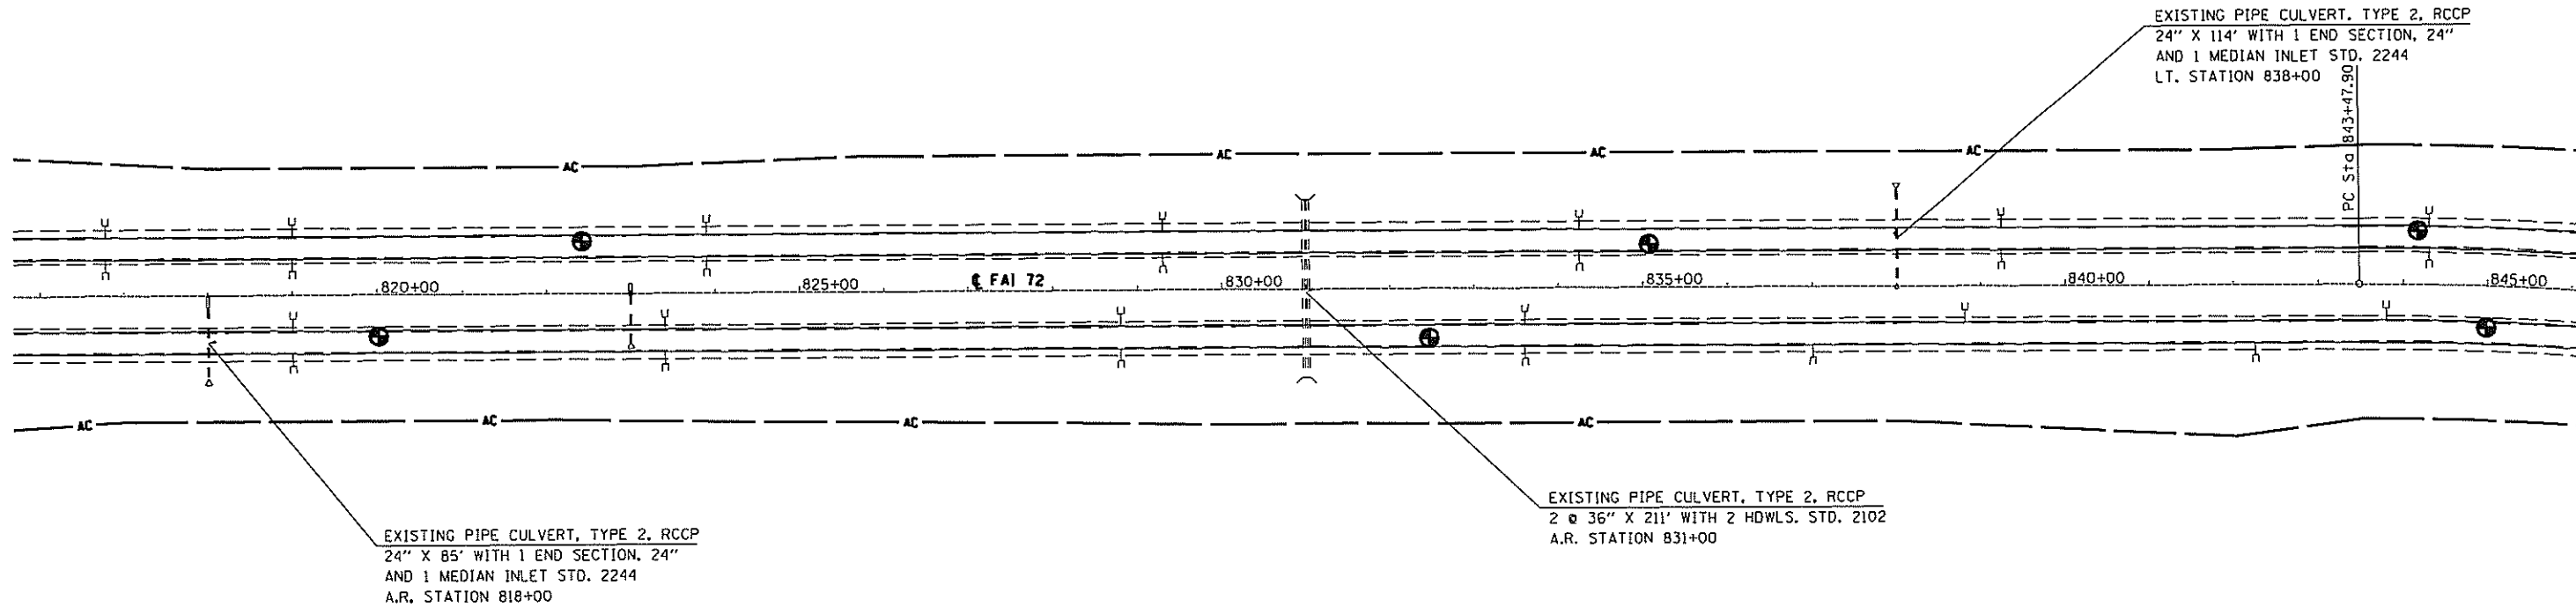 EXISTING PIPE CULVERT, TYPE 2, RCCP
24" X 114' WITH 1 END SECTION, 24"
AND 1 MEDIAN INLET STD. 2244
LT. STATION 838+00
PC Sta 843+47.90
AC
AC
AC
AC
820+00
825+00
℄ FAI 72
830+00
835+00
840+00
845+00
AC
AC
AC
AC
EXISTING PIPE CULVERT, TYPE 2, RCCP
2 @ 36" X 211' WITH 2 HDWLS. STD. 2102
A.R. STATION 831+00
EXISTING PIPE CULVERT, TYPE 2, RCCP
24" X 85' WITH 1 END SECTION, 24"
AND 1 MEDIAN INLET STD. 2244
A.R. STATION 818+00